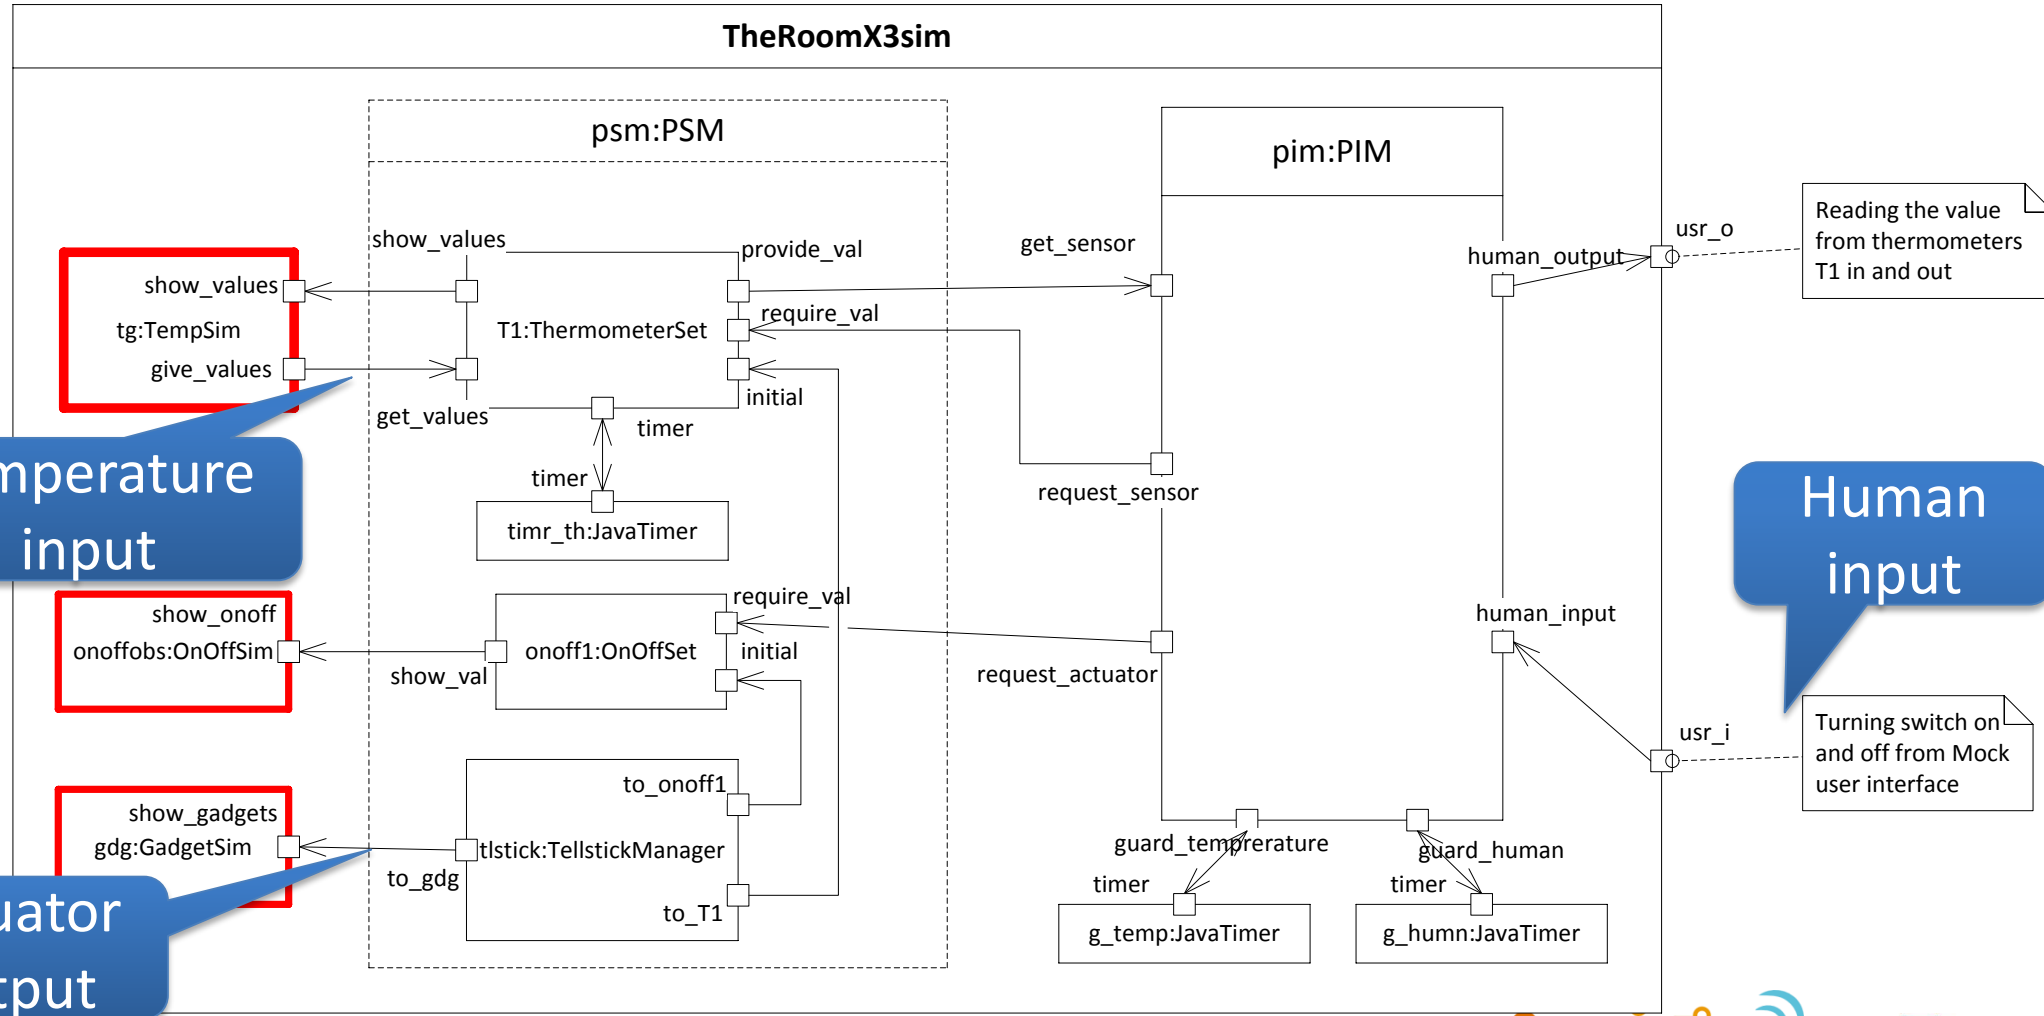 TheRoomX3sim
psm:PSM
pim:PIM
show_values
provide_val
get_sensor
human_output
usr_o
Reading the value
from thermometers
T1 in and out
show_values
tg:TempSim
give_values
T1:ThermometerSet
require_val
initial
get_values
timer
timer
timr_th:JavaTimer
request_sensor
input
Human
input
show_onoff
onoffobs:OnOffSim
show_val
onoff1:OnOffSet
require_val
initial
request_actuator
human_input
usr_i
Turning switch on
and off from Mock
user interface
show_gadgets
gdg:GadgetSim
to_gdg
tlstick:TellstickManager
to_onoff1
to_T1
guard_temprerature
guard_human
timer
timer
g_temp:JavaTimer
g_humn:JavaTimer